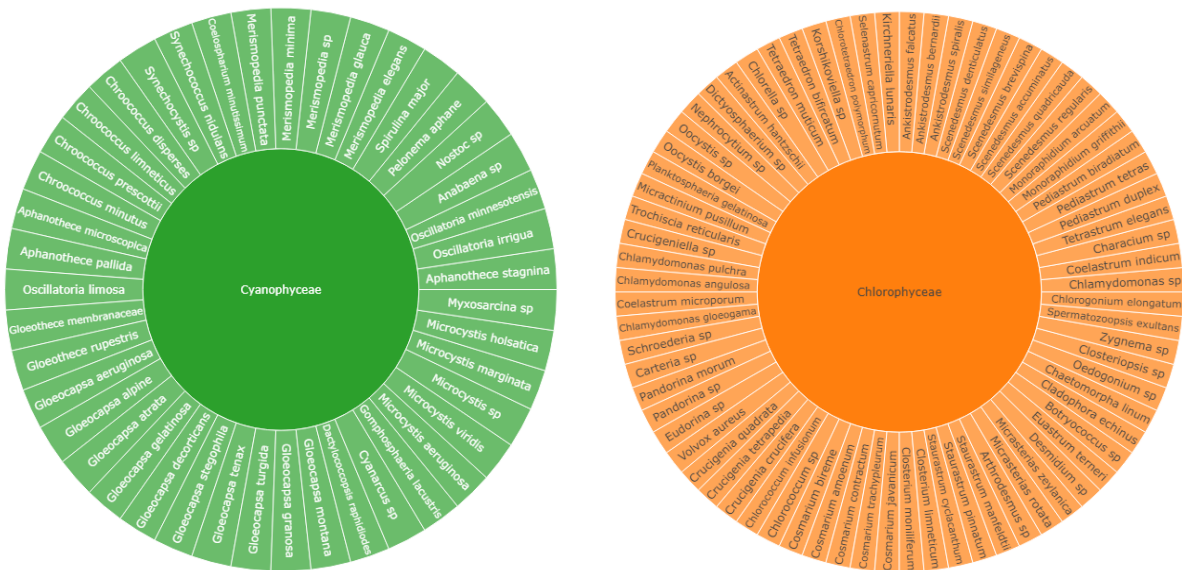 Cyanophyceae
Merismopedia minima
Merismopedia sp
Merismopedia glauca
Merismopedia elegans
Spirulina major
Pelonema aphane
Nostoc sp
Anabaena sp
Oscillatoria minnesotensis
Oscillatoria irrigua
Aphanothece stagnina
Myxosarcina sp
Microcystis holsatica
Microcystis marginata
Microcystis sp
Microcystis viridis
Microcystis aeruginosa
Gomphosphaeria lacustris
Cyanarcus sp
Dactylococcopsis raphidiodes
Gloeocapsa montana
Gloeocapsa granosa
Gloeocapsa turgida
Gloeocapsa tenax
Gloeocapsa stegophila
Gloeocapsa decorticans
Gloeocapsa gelatinosa
Gloeocapsa atrata
Gloeocapsa alpine
Gloeocapsa aeruginosa
Gloeothece rupestris
Gloeothece membranaceae
Oscillatoria limosa
Aphanothece pallida
Aphanothece microscopica
Chroococcus minutus
Chroococcus prescottii
Chroococcus limneticus
Chroococcus disperses
Synechocystis sp
Synechococcus nidulans
Coelospharium minutissimum
Merismopedia punctata
Chlorophyceae
Kirchneriella lunaris
Ankistrodesmus falcatus
Ankistrodesmus bernardii
Ankistrodesmus spiralis
Scenedesmus denticulatus
Scenedesmus similageneus
Scenedesmus brevispina
Scenedesmus accuminatus
Scenedesmus quadricauda
Scenedesmus regularis
Monoraphidium arcuatum
Monoraphidium griffithii
Pediastrum biradiatum
Pediastrum tetras
Pediastrum duplex
Tetrastrum elegans
Characium sp
Coelastrum indicum
Chlamydomonas sp
Chlorogonium elongatum
Spermatozoopsis exultans
Zygnema sp
Closteriopsis sp
Oedogonium sp
Chaetomorpha linum
Cladophora echinus
Botryococcus sp
Euastrum terneri
Desmidium sp
Micrasterias zeylanica
Micrasterias rotata
Arthrodesmus sp
Staurastrum manfeldtii
Staurastrum pinnatum
Staurastrum cyclacanthum
Closterium limneticum
Closterium moniliferum
Cosmarium javanicum
Cosmarium trachypleurum
Cosmarium contractum
Cosmarium amoenum
Cosmarium bireme
Chlorococcum sp
Chlorococcum infusionum
Crucigenia crucifera
Crucigenia tetrapedia
Crucigenia quadrata
Volvox aureus
Eudorina sp
Pandorina sp
Pandorina morum
Carteria sp
Schroederia sp
Chlamydomonas gloeogama
Coelastrum microporum
Chlamydomonas angulosa
Chlamydomonas pulchra
Crucigeniella sp
Trochiscia reticularis
Micractinium pusillum
Planktosphaeria gelatinosa
Oocystis borgei
Oocystis sp
Nephrocytium sp
Dictyosphaerium sp
Actinastrum hantzschii
Chlorella sp
Tetraedron muticum
Tetraedron bifrcatum
Korshikoviella sp
Chlorotetraedron polymorphum
Selenastrum capricornutum